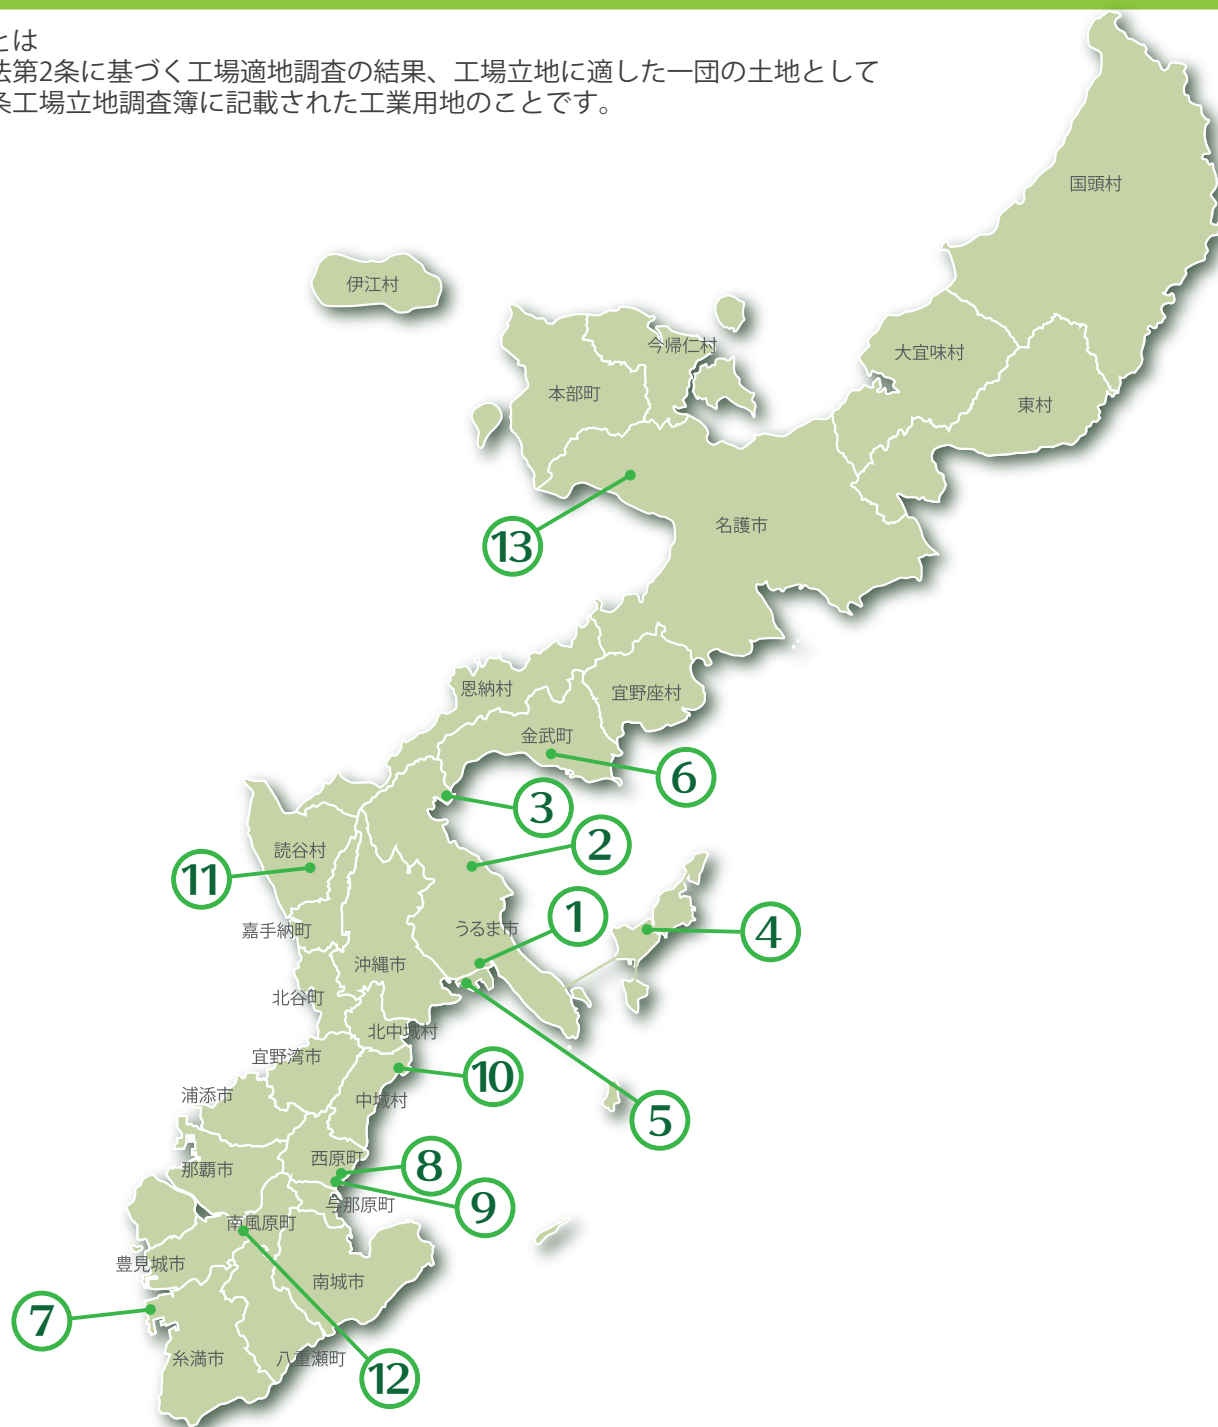 とは
法第2条に基づく工場適地調査の結果、工場立地に適した一団の土地として
条工場立地調査簿に記載された工業用地のことです。
国頭村
伊江村
今帰仁村
大宜味村
本部町
東村
名護市
13
恩納村
宜野座村
金武町
6
3
2
読谷村
11
1
嘉手納町
うるま市
4
沖縄市
北谷町
北中城村
宜野湾市
10
浦添市
中城村
5
西原町
8
那覇市
与那原町
9
南風原町
豊見城市
南城市
7
糸満市
八重瀬町
12